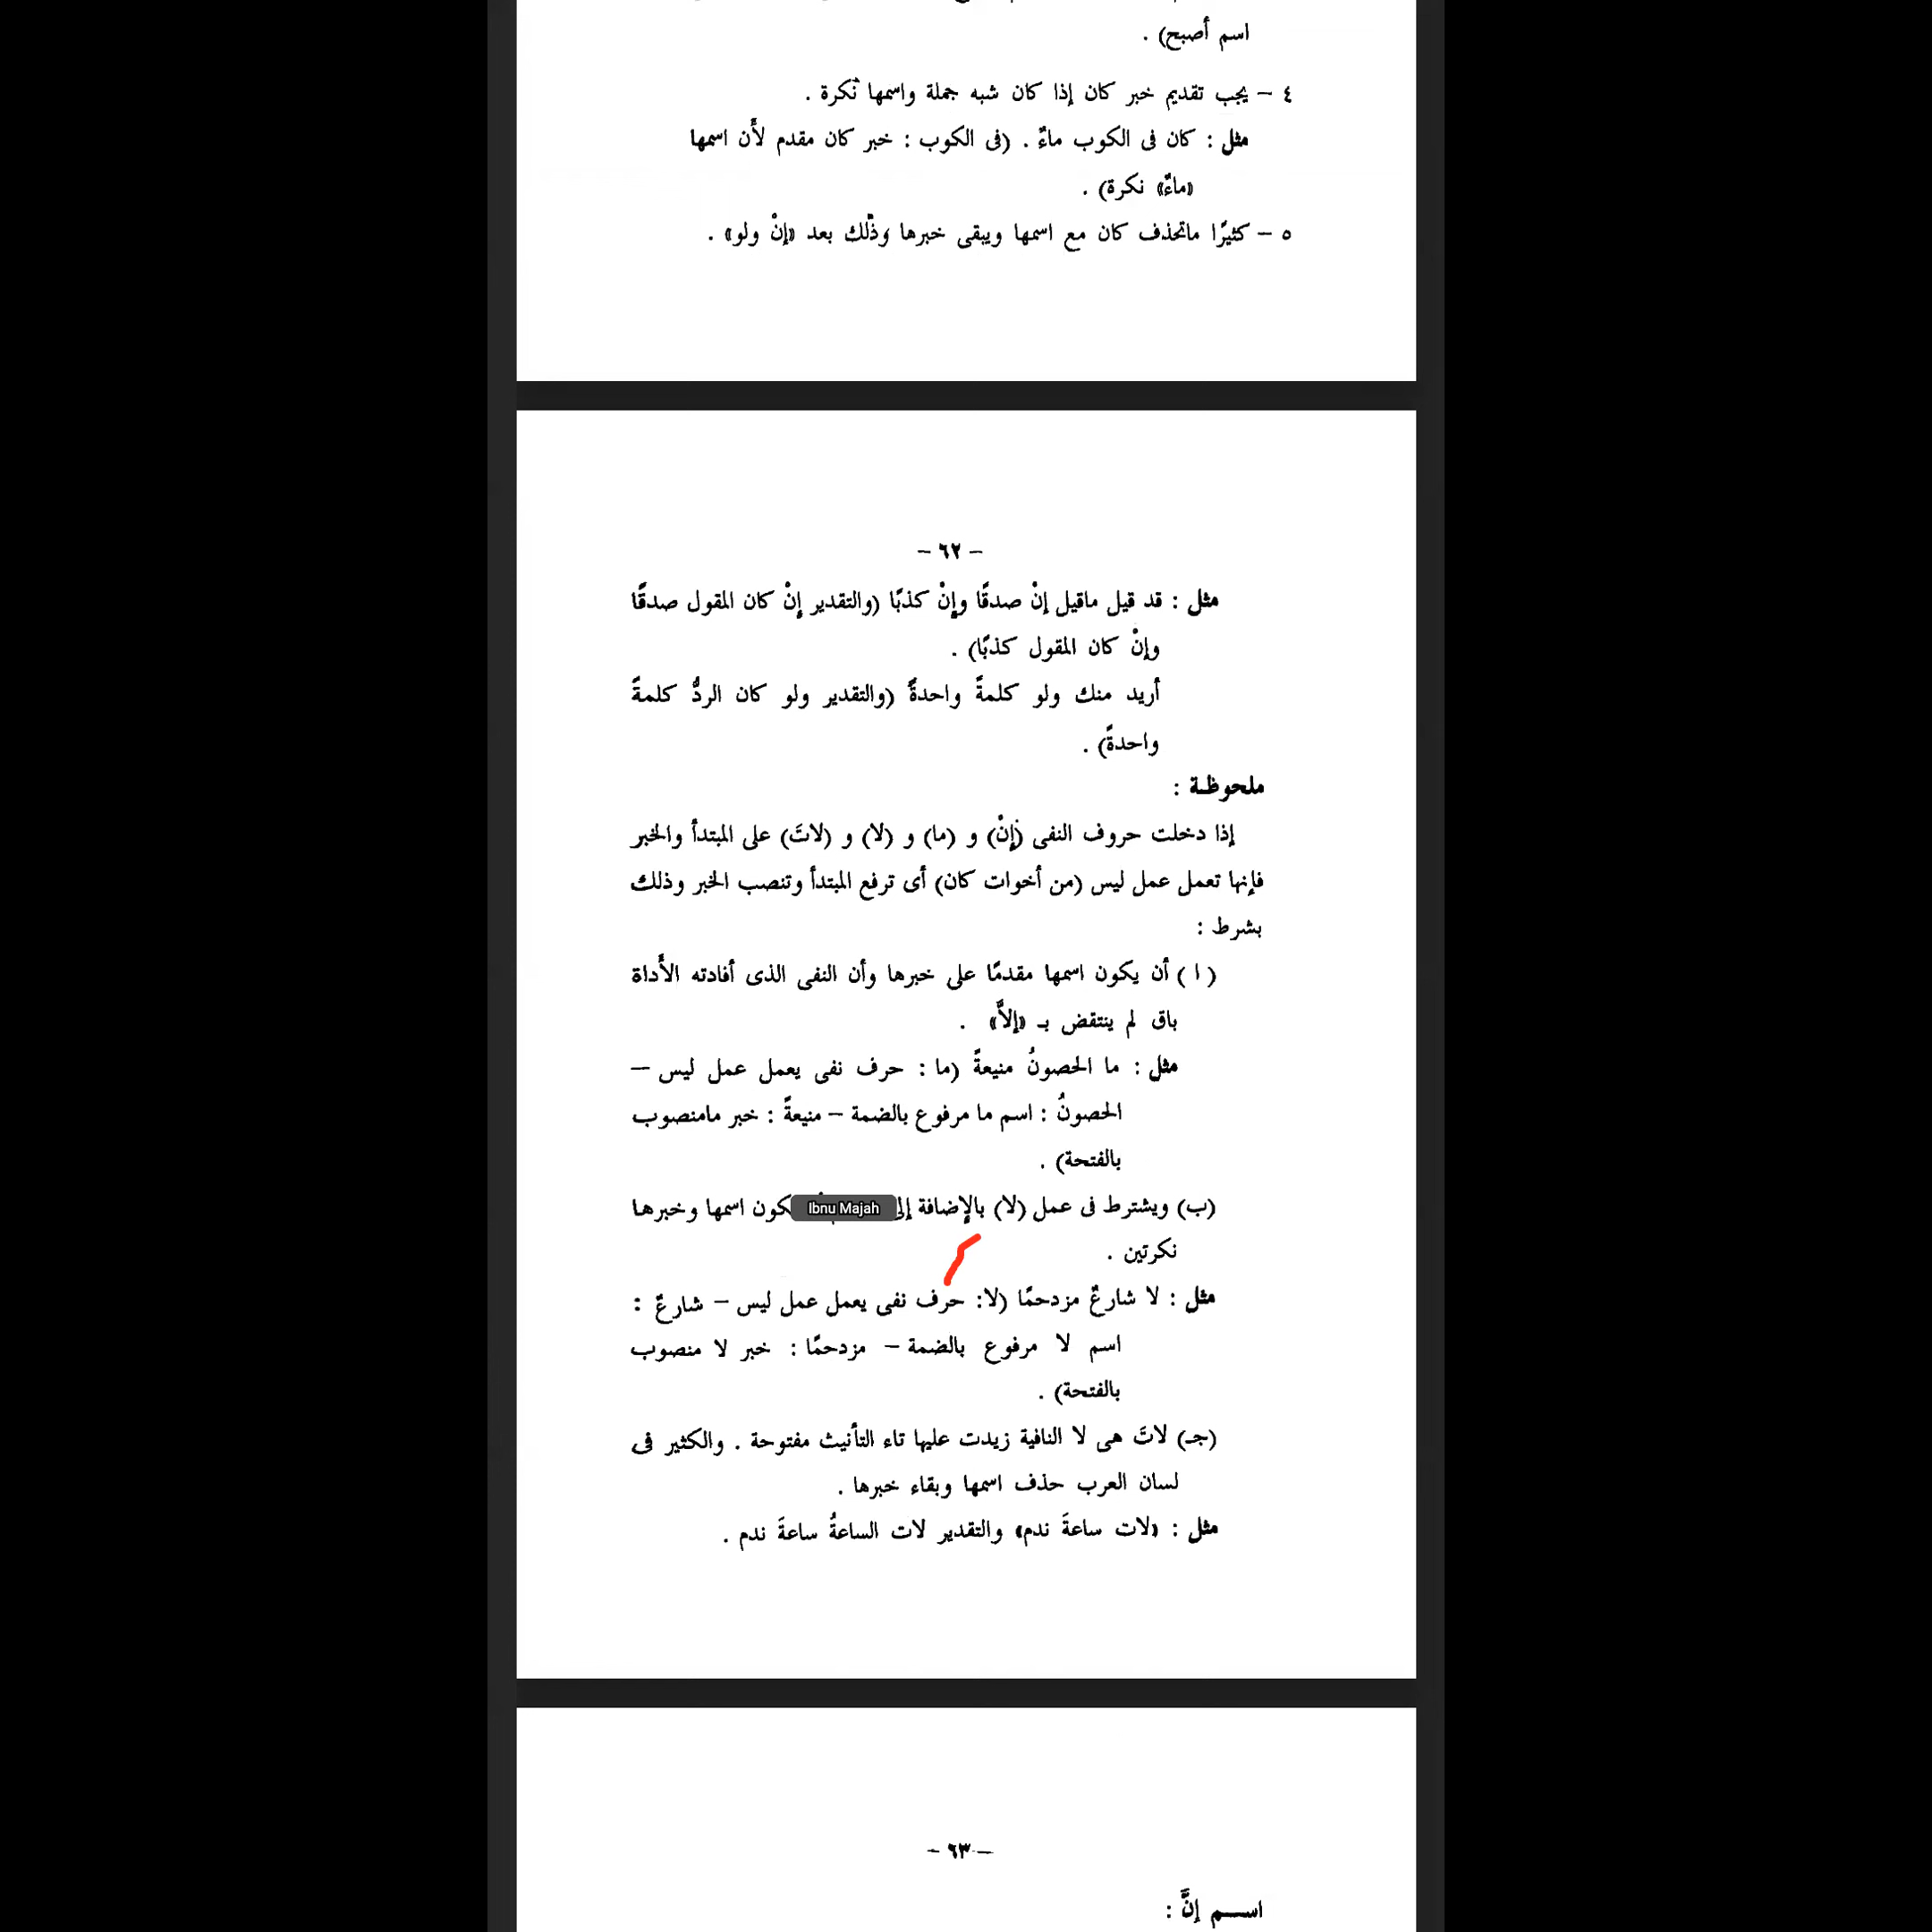 اسم أصبح) .
٤ – يجب تقديم خبر كان إذا كان شبه جملة واسمها نكرة .
مثل : كان فى الكوب ماءٌ . (فى الكوب : خبر كان مقدم لأَن اسمها
«ماءٌ» نكرة) .
٥ – كثيرًا ماتحذف كان مع اسمها ويبقى خبرها وذٰلك بعد «إنْ ولو» .
– ٦٢ –
مثل : قد قيل ماقيل إنْ صدقًا وإنْ كذبًا (والتقدير إنْ كان المقول صدقًا
وإنْ كان المقول كذبًا) .
أريد منك ولو كلمةً واحدةً (والتقدير ولو كان الردُّ كلمةً
واحدةً) .
ملحوظة :
إذا دخلت حروف النفى (إنْ) و (ما) و (لا) و (لاتَ) على المبتدأ والخبر
فإنها تعمل عمل ليس (من أخوات كان) أى ترفع المبتدأ وتنصب الخبر وذلك
بشرط :
(ا) أن يكون اسمها مقدمًا على خبرها وأن النفى الذى أفادته الأَداة
باق لم ينتقض بـ «إلاَّ» .
مثل : ما الحصونُ منيعةً (ما : حرف نفى يعمل عمل ليس –
الحصونُ : اسم ما مرفوع بالضمة – منيعةً : خبر مامنصوب
بالفتحة) .
(ب) ويشترط فى عمل (لا) بالإضافة إلى Ibnu Majah كون اسمها وخبرها
نكرتين .
مثل : لا شارعٌ مزدحمًا (لا: حرف نفى يعمل عمل ليس – شارعٌ :
اسم لا مرفوع بالضمة – مزدحمًا : خبر لا منصوب
بالفتحة) .
(جـ) لاتَ هى لا النافية زيدت عليها تاء التأنيث مفتوحة . والكثير فى
لسان العرب حذف اسمها وبقاء خبرها .
مثل : «لات ساعةَ ندم» والتقدير لات الساعةُ ساعةَ ندم .
– ٦٣ –
اســـم إنَّ :